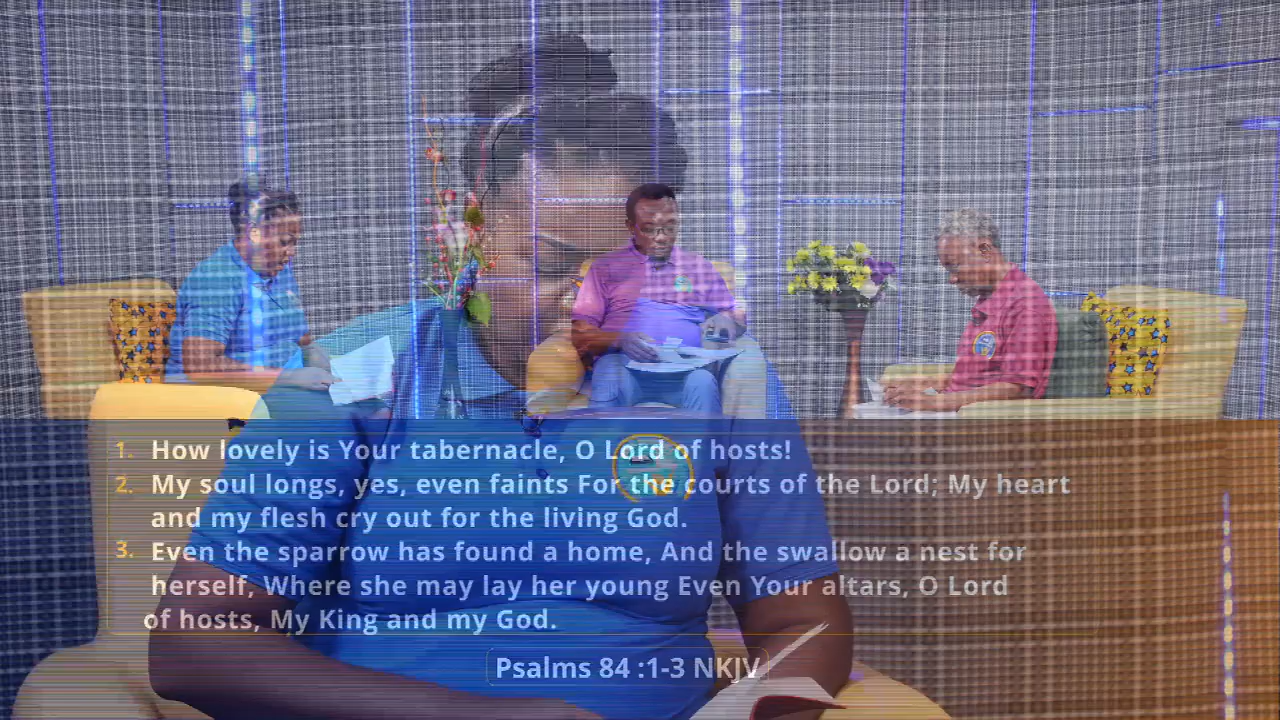 1. How lovely is Your tabernacle, O Lord of hosts!
2. My soul longs, yes, even faints For the courts of the Lord; My heart
and my flesh cry out for the living God.
3. Even the sparrow has found a home, And the swallow a nest for
herself, Where she may lay her young Even Your altars, O Lord
of hosts, My King and my God.
Psalms 84 :1-3 NKJV